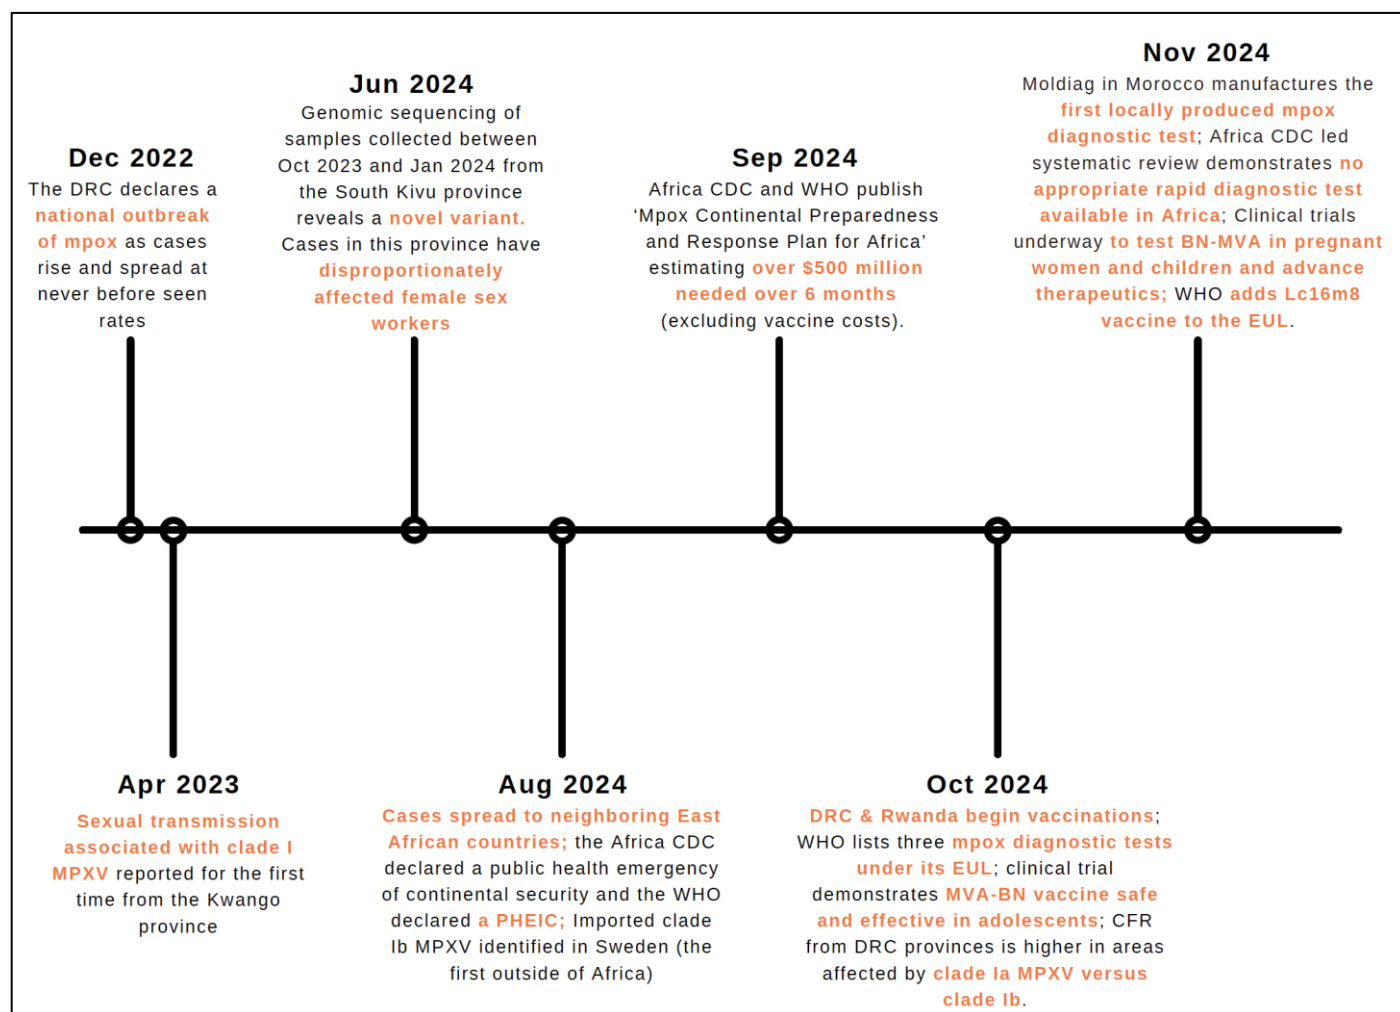 Dec 2022
The DRC declares a
national outbreak
of mpox as cases
rise and spread at
never before seen
rates
Apr 2023
Sexual transmission
associated with clade I
MPXV reported for the first
time from the Kwango
province
Jun 2024
Genomic sequencing of
samples collected between
Oct 2023 and Jan 2024 from
the South Kivu province
reveals a novel variant.
Cases in this province have
disproportionately
affected female sex
workers
Aug 2024
Cases spread to neighboring East
African countries; the Africa CDC
declared a public health emergency
of continental security and the WHO
declared a PHEIC; Imported clade
Ib MPXV identified in Sweden (the
first outside of Africa)
Sep 2024
Africa CDC and WHO publish
‘Mpox Continental Preparedness
and Response Plan for Africa’
estimating over $500 million
needed over 6 months
(excluding vaccine costs).
Oct 2024
DRC & Rwanda begin vaccinations;
WHO lists three mpox diagnostic tests
under its EUL; clinical trial
demonstrates MVA-BN vaccine safe
and effective in adolescents; CFR
from DRC provinces is higher in areas
affected by clade Ia MPXV versus
clade Ib.
Nov 2024
Moldiag in Morocco manufactures the
first locally produced mpox
diagnostic test; Africa CDC led
systematic review demonstrates no
appropriate rapid diagnostic test
available in Africa; Clinical trials
underway to test BN-MVA in pregnant
women and children and advance
therapeutics; WHO adds Lc16m8
vaccine to the EUL.